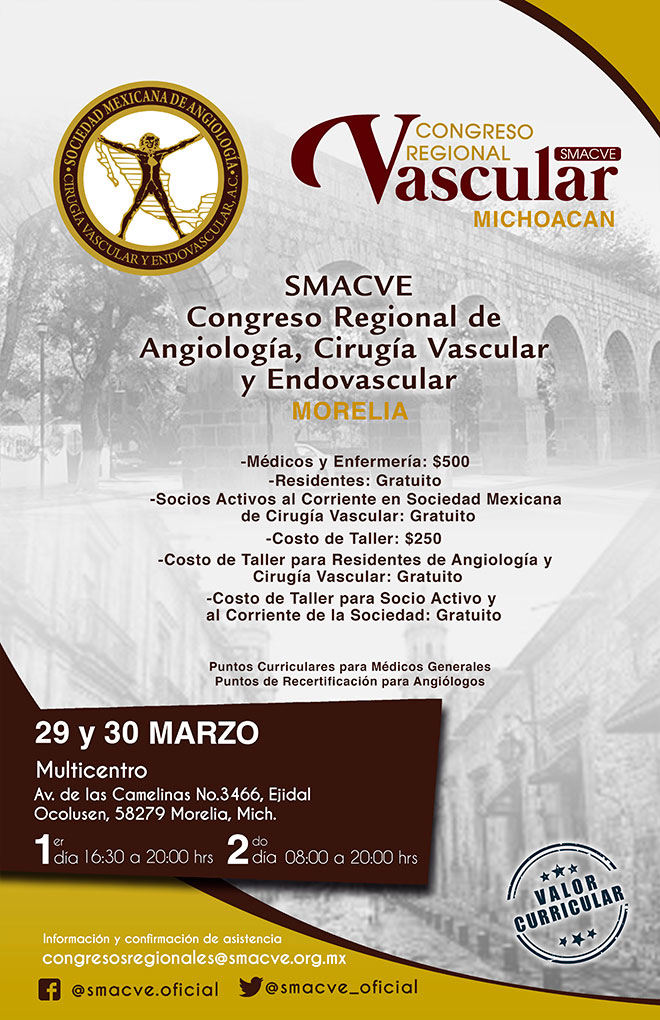 SOCIEDAD MEXICANA DE ANGIOLOGÍA
CIRUGÍA VASCULAR Y ENDOVASCULAR, A.C.
CONGRESO
REGIONAL
SMACVE
Vascular
MICHOACAN
SMACVE
Congreso Regional de
Angiología, Cirugía Vascular
y Endovascular
MORELIA
-Médicos y Enfermería: $500
-Residentes: Gratuito
-Socios Activos al Corriente en Sociedad Mexicana
de Cirugía Vascular: Gratuito
-Costo de Taller: $250
-Costo de Taller para Residentes de Angiología y
Cirugía Vascular: Gratuito
-Costo de Taller para Socio Activo y
al Corriente de la Sociedad: Gratuito
Puntos Curriculares para Médicos Generales
Puntos de Recertificación para Angiólogos
29 y 30 MARZO
Multicentro
Av. de las Camelinas No.3466, Ejidal
Ocolusen, 58279 Morelia, Mich.
1er día 16:30 a 20:00 hrs 2do día 08:00 a 20:00 hrs
VALOR
CURRICULAR
Información y confirmación de asistencia
congresosregionales@smacve.org.mx
@smacve.oficial @smacve_oficial